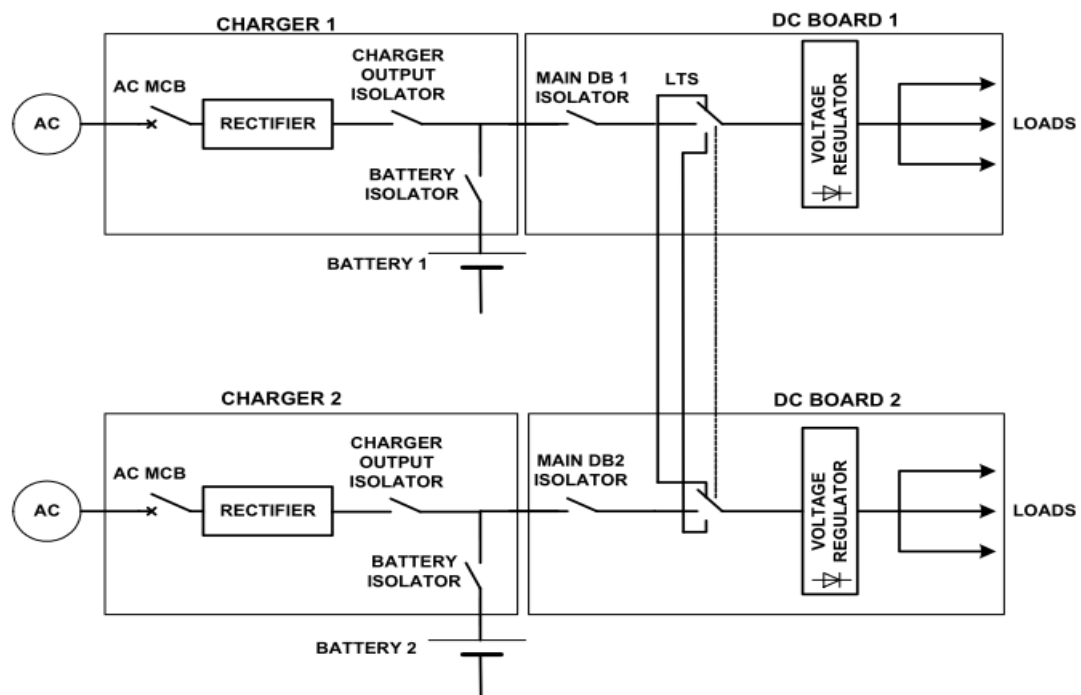 CHARGER 1
DC BOARD 1
CHARGER
OUTPUT
ISOLATOR
AC MCB
MAIN DB 1
ISOLATOR
LTS
AC
RECTIFIER
VOLTAGE
REGULATOR
LOADS
BATTERY
ISOLATOR
BATTERY 1
CHARGER 2
DC BOARD 2
CHARGER
OUTPUT
ISOLATOR
AC MCB
MAIN DB2
ISOLATOR
AC
RECTIFIER
VOLTAGE
REGULATOR
LOADS
BATTERY
ISOLATOR
BATTERY 2